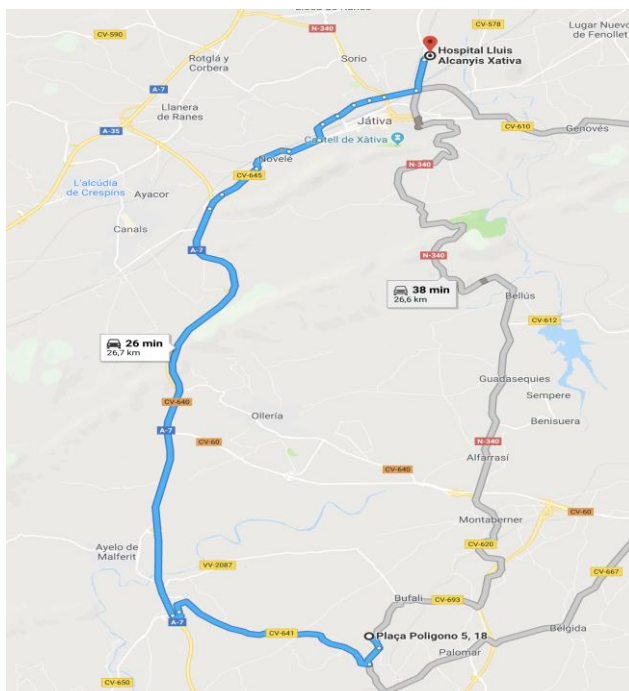 CV-578
CV-590
N-340
Lugar Nuevo
de Fenollet
Hospital Lluis
Alcanyis Xativa
Rotglá y
Corbera
Sorio
A-7
Llanera
de Ranes
Játiva
CV-610
Genovés
A-35
Castell de Xàtiva
Novelé
N-340
CV-645
L'alcúdia
de Crespins
Ayacor
Canals
N-340
A-7
N-340
38 min
26,6 km
Bellús
CV-612
26 min
26,7 km
Guadasequies
Sempere
CV-640
Benisuera
Ollería
A-7
CV-60
N-340
Alfarrasí
CV-640
CV-60
Montaberner
Ayelo de
Malferit
CV-620
VV-2087
CV-667
Bufali
CV-693
A-7
CV-641
Plaça Poligono 5, 18
Bélgida
Palomar
CV-650